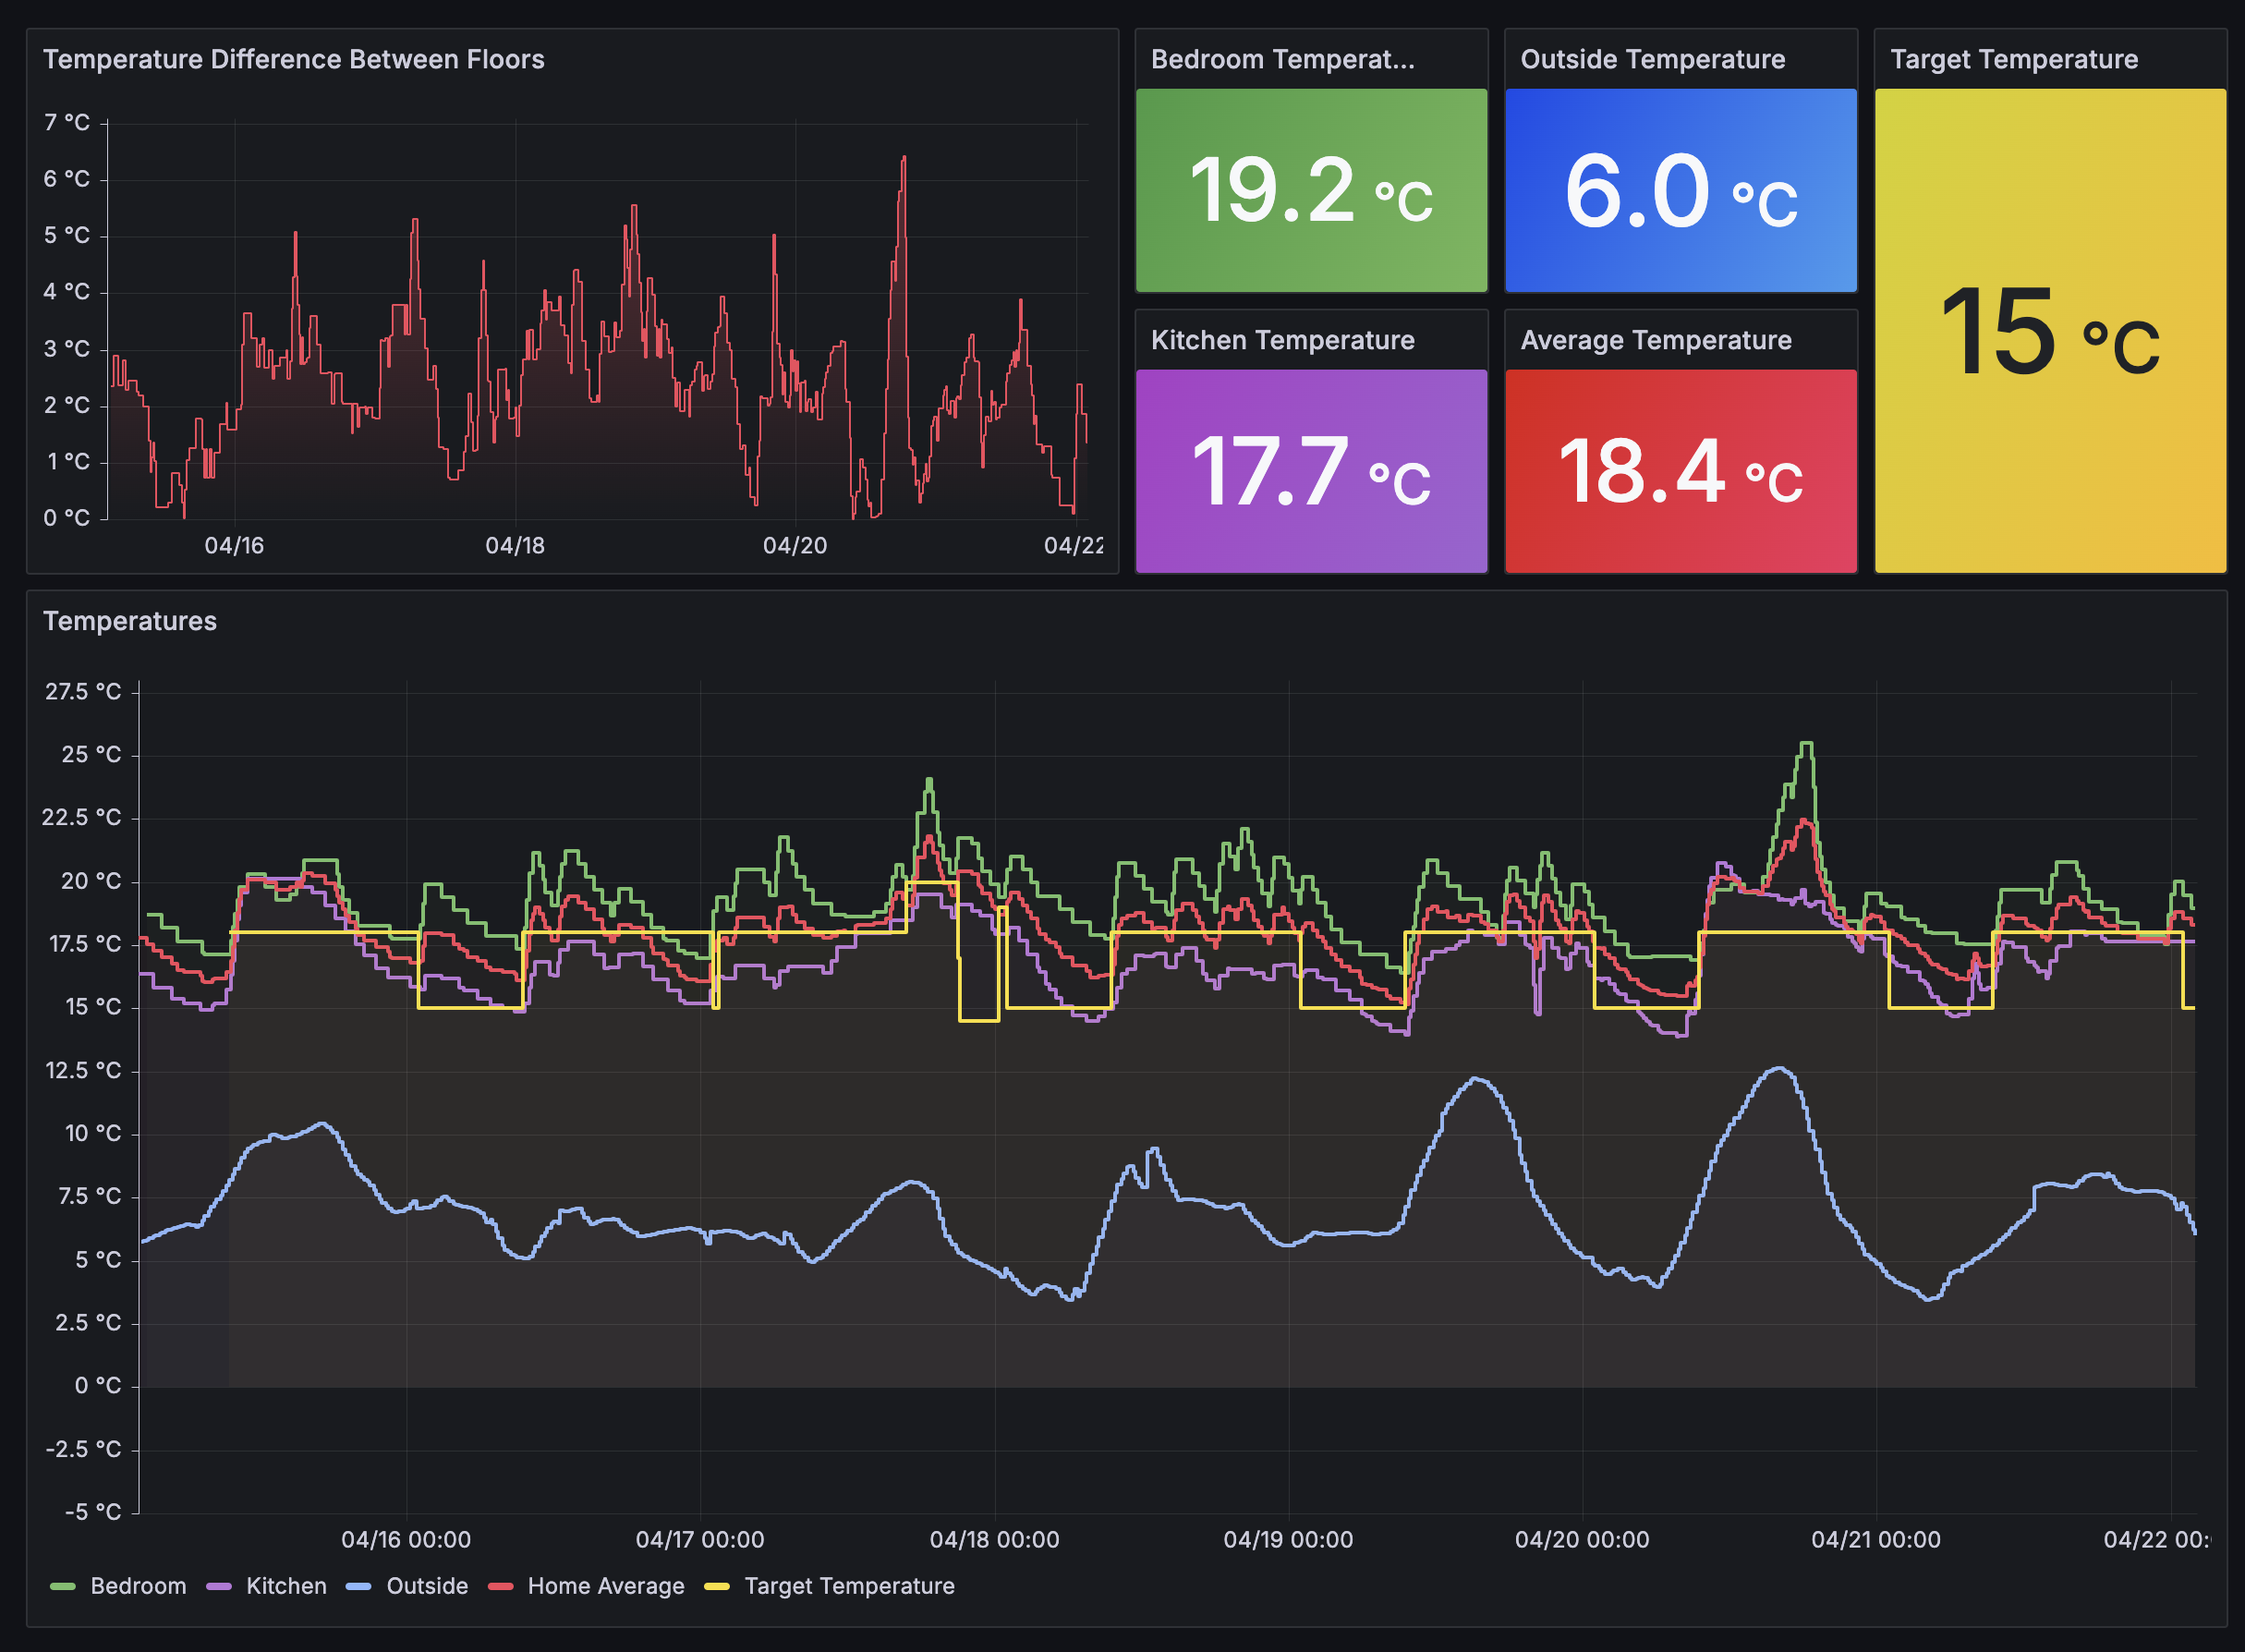 Temperature Difference Between Floors
7 °C
6 °C
5 °C
4 °C
3 °C
2 °C
1 °C
0 °C
04/16
04/18
04/20
04/22
Bedroom Temperat...
19.2 °C
Outside Temperature
6.0 °C
Target Temperature
15 °C
Kitchen Temperature
17.7 °C
Average Temperature
18.4 °C
Temperatures
27.5 °C
25 °C
22.5 °C
20 °C
17.5 °C
15 °C
12.5 °C
10 °C
7.5 °C
5 °C
2.5 °C
0 °C
-2.5 °C
-5 °C
04/16 00:00
04/17 00:00
04/18 00:00
04/19 00:00
04/20 00:00
04/21 00:00
04/22 00:
Bedroom
Kitchen
Outside
Home Average
Target Temperature